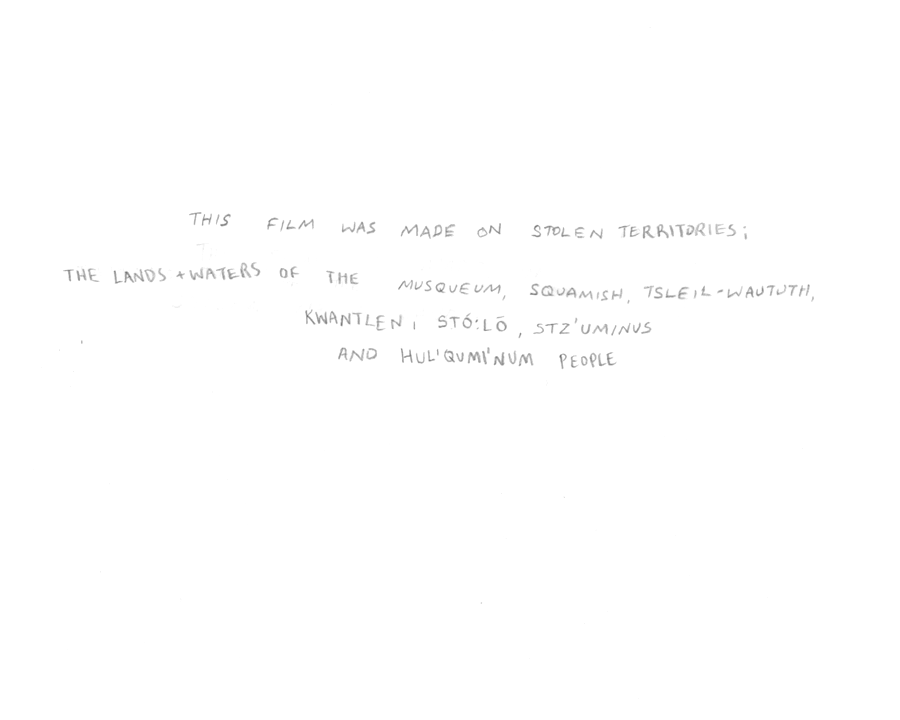 THIS FILM WAS MADE ON STOLEN TERRITORIES;
THE LANDS + WATERS OF THE MUSQUEUM, SQUAMISH, TSLEIL-WAUTUTH,
KWANTLEN, STÓ:LŌ, STZ'UMINUS
AND HUL'QUMI'NUM PEOPLE